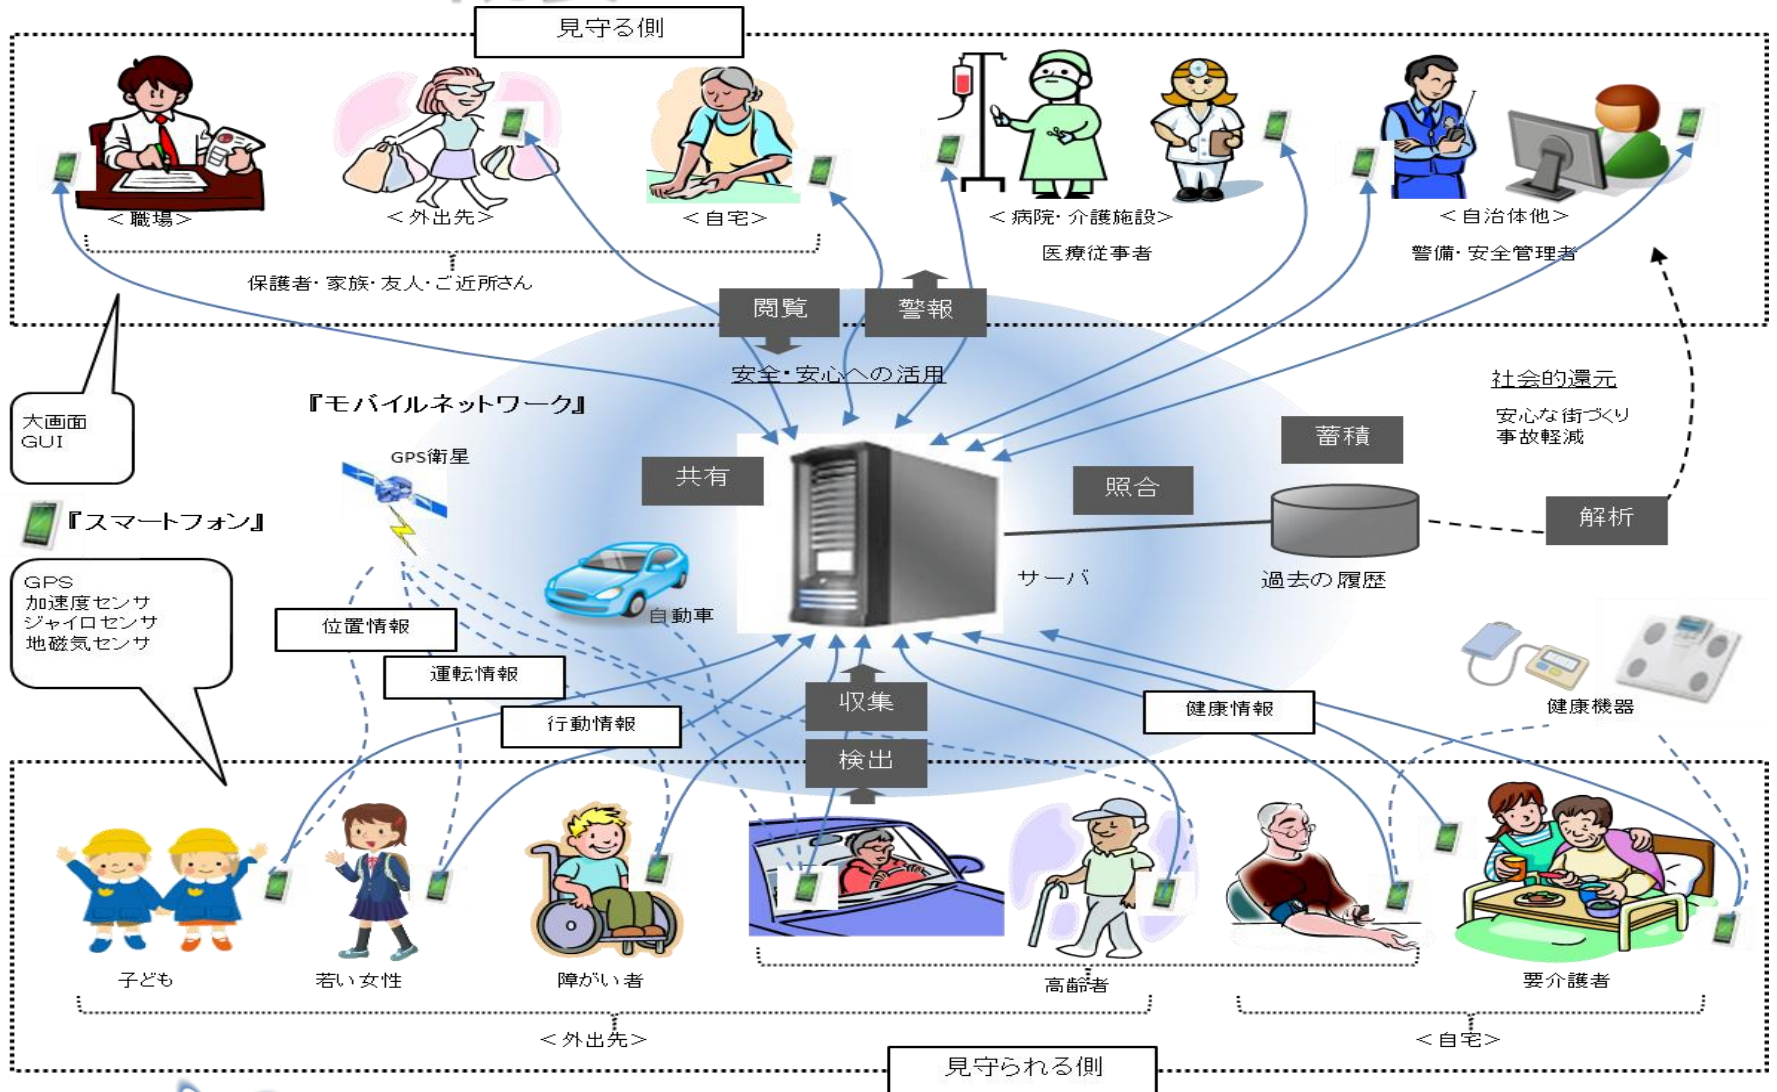 見守る側
<職場>
<外出先>
<自宅>
<病院・介護施設>
<自治体他>
保護者・家族・友人・ご近所さん
医療従事者
警備・安全管理者
閲覧
警報
安全・安心への活用
社会的還元
安心な街づくり
事故軽減
大画面
GUI
『モバイルネットワーク』
GPS衛星
共有
照合
蓄積
解析
『スマートフォン』
GPS
加速度センサ
ジャイロセンサ
地磁気センサ
自動車
サーバ
過去の履歴
位置情報
運転情報
行動情報
収集
検出
健康情報
健康機器
子ども
若い女性
障がい者
高齢者
要介護者
<外出先>
<自宅>
見守られる側